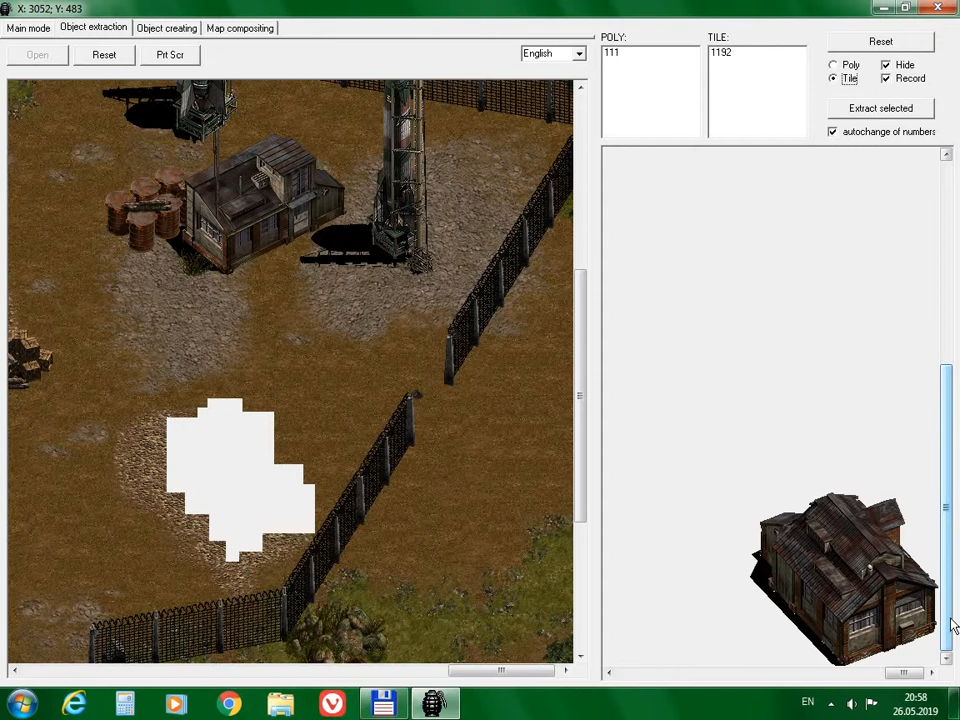 X: 3052; Y: 483
Main mode Object extraction Object creating Map compositing
Open Reset Prt Scr English
POLY: TILE:
111 1192
Reset
Poly Hide
Tile Record
Extract selected
autochange of numbers
EN 20:58
26.05.2019